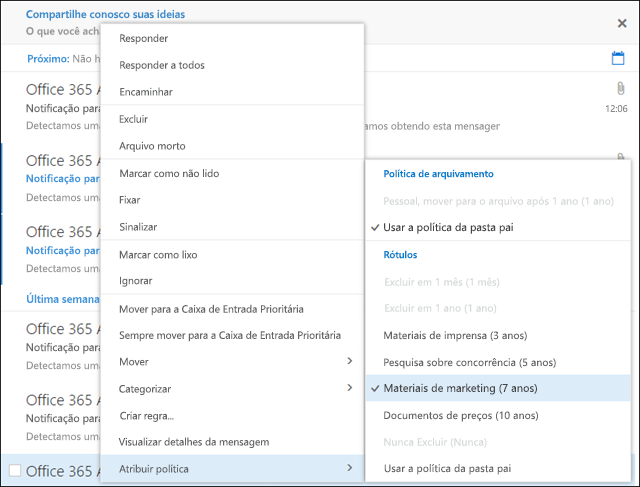 Compartilhe conosco suas ideias
O que você ach
Próximo: Não h
Office 365 A
Notificação para
12:06
Detectamos uma
amos obtendo esta mensager
Office 365 A
Notificação par
Detectamos uma
Office 365 A
Notificação par
Detectamos uma
Última semana
Office 365 A
Notificação para
Detectamos uma
Office 365 A
Notificação para
Detectamos uma
Office 365 A
Responder
Responder a todos
Encaminhar
Excluir
Arquivo morto
Marcar como não lido
Fixar
Sinalizar
Marcar como lixo
Ignorar
Mover para a Caixa de Entrada Prioritária
Sempre mover para a Caixa de Entrada Prioritária
Mover
Categorizar
Criar regra...
Visualizar detalhes da mensagem
Atribuir política
Política de arquivamento
Pessoal, mover para o arquivo após 1 ano (1 ano)
Usar a política da pasta pai
Rótulos
Excluir em 1 mês (1 mês)
Excluir em 1 ano (1 ano)
Materiais de imprensa (3 anos)
Pesquisa sobre concorrência (5 anos)
Materiais de marketing (7 anos)
Documentos de preços (10 anos)
Nunca Excluir (Nunca)
Usar a política da pasta pai